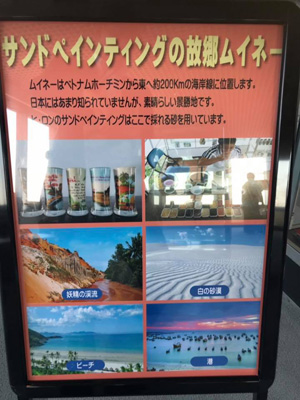 サンドペインティングの故郷ムイネー
ムイネーはベトナムホーチミンから東へ約200Kmの海岸線に位置します。
日本にはあまり知られていませんが、素晴らしい景勝地です。
ヒ・ロンのサンドペインティングはここで採れる砂を用いています。
妖精の渓流
白の砂漠
ビーチ
港